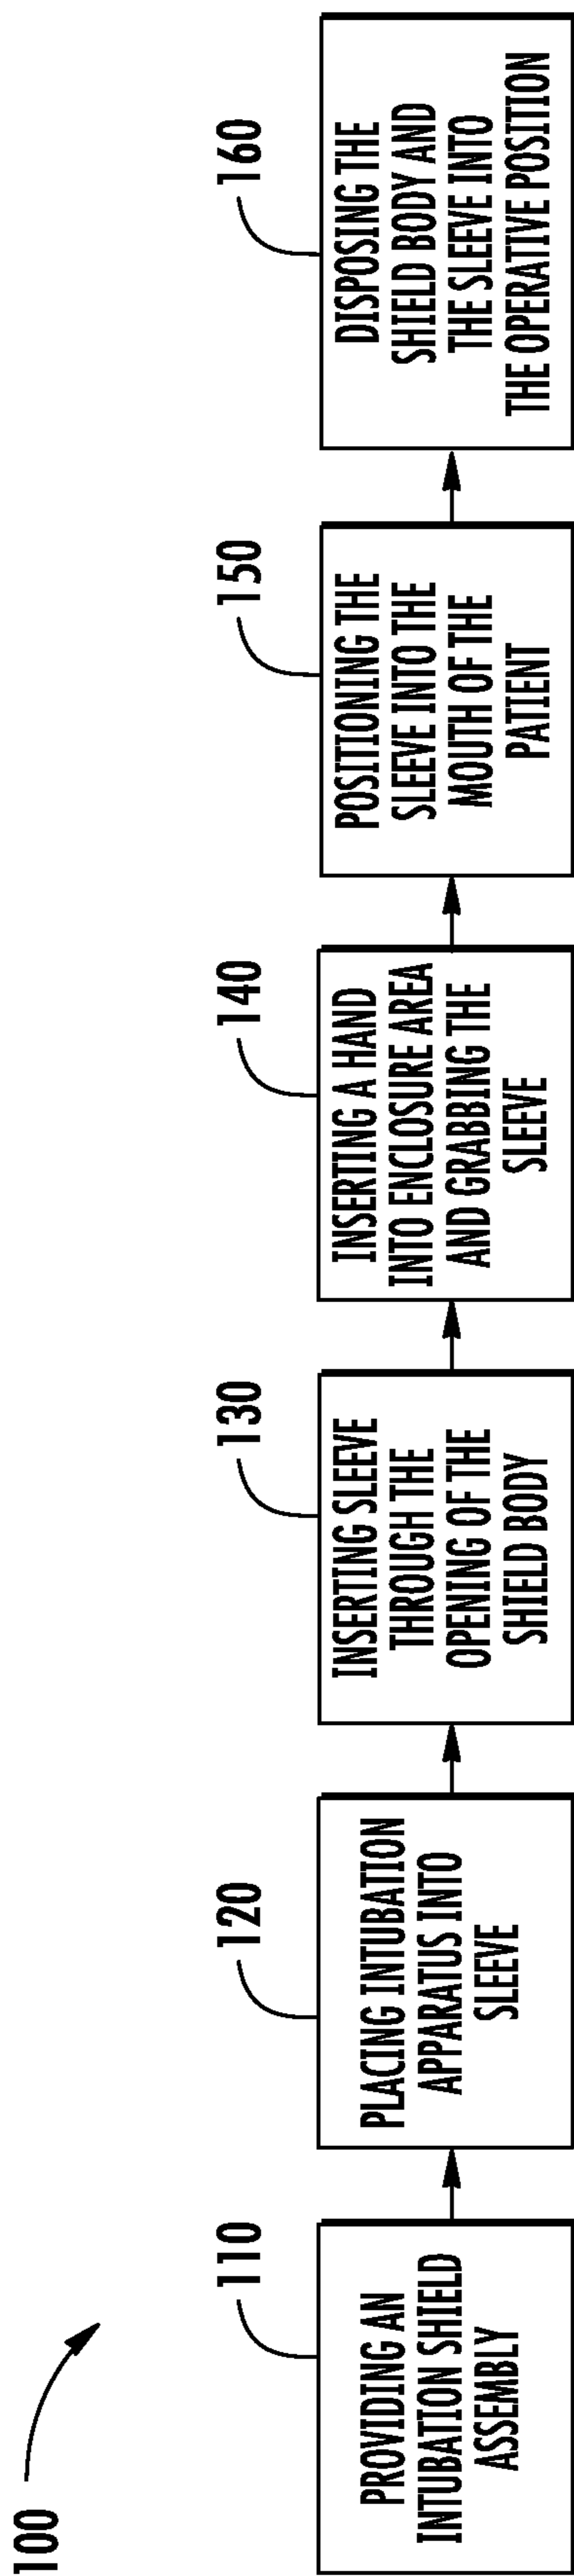 100
110
PROVIDING AN
INTUBATION SHIELD
ASSEMBLY
120
PLACING INTUBATION
APPARATUS INTO
SLEEVE
130
INSERTING SLEEVE
THROUGH THE
OPENING OF THE
SHIELD BODY
140
INSERTING A HAND
INTO ENCLOSURE AREA
AND GRABBING THE
SLEEVE
150
POSITIONING THE
SLEEVE INTO THE
MOUTH OF THE
PATIENT
160
DISPOSING THE
SHIELD BODY AND
THE SLEEVE INTO
THE OPERATIVE POSITION